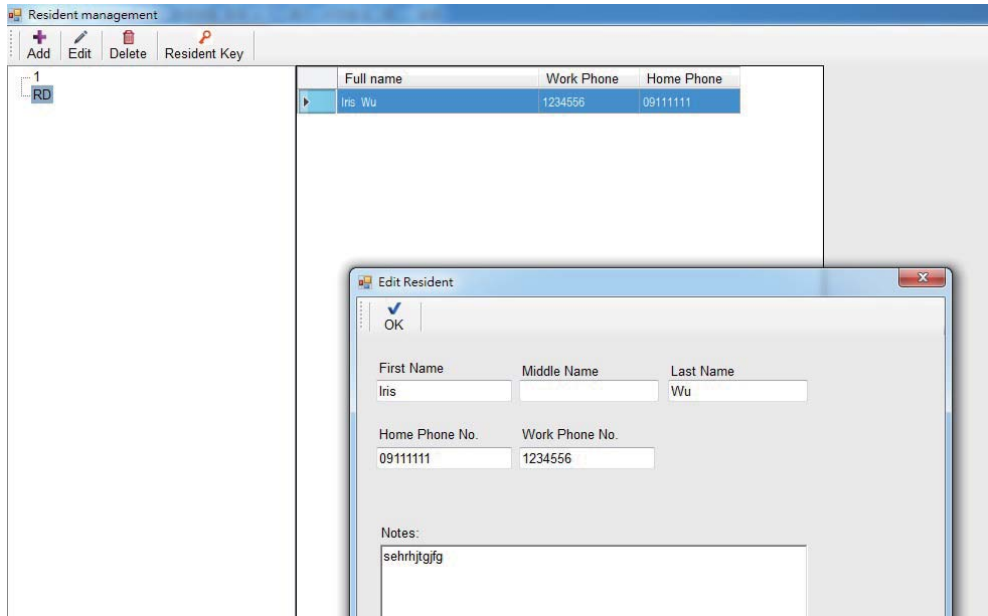 Resident management
Add Edit Delete Resident Key
1
RD
Full name Work Phone Home Phone
Iris Wu 1234556 09111111
Edit Resident
OK
First Name Middle Name Last Name
Iris Wu
Home Phone No. Work Phone No.
09111111 1234556
Notes:
sehrhjtgjfg